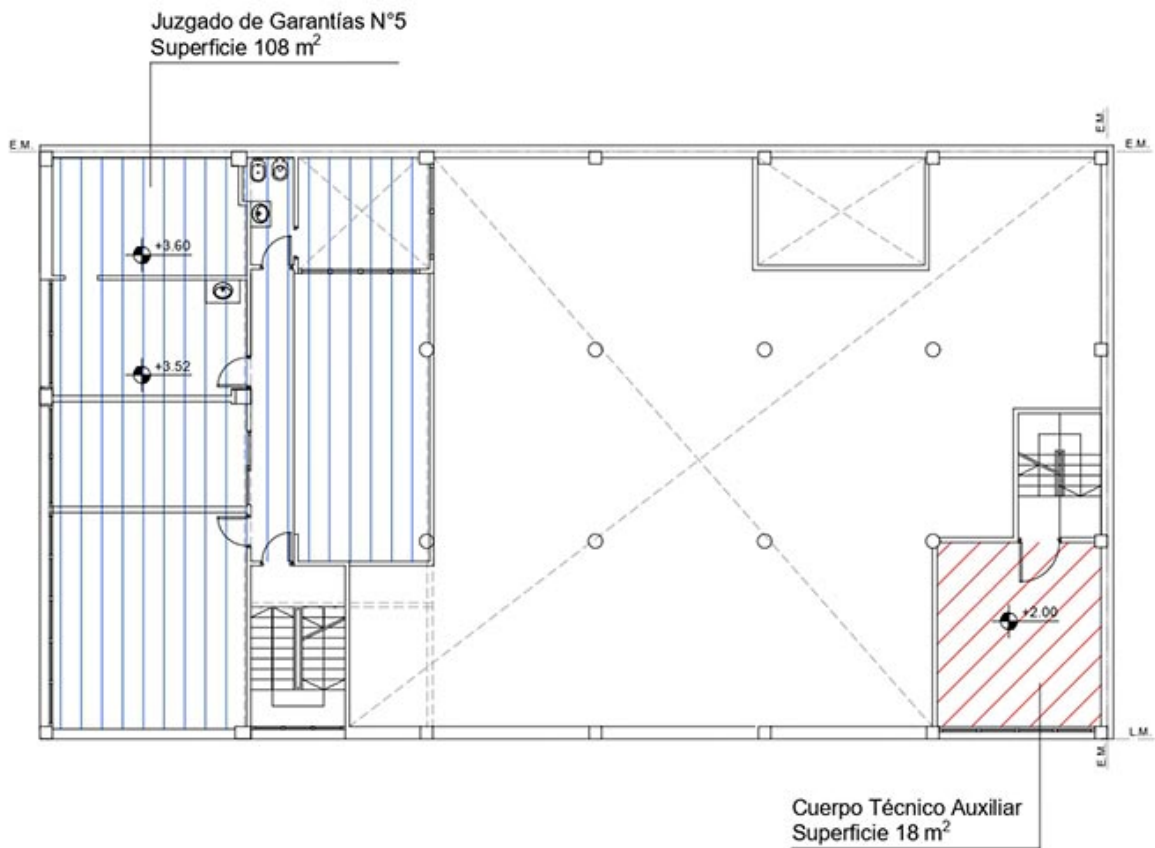 Juzgado de Garantías N°5
Superficie 108 m²
E.M.
E.M.
E.M.
+3.60
+3.52
+2.00
L.M.
E.M.
Cuerpo Técnico Auxiliar
Superficie 18 m²